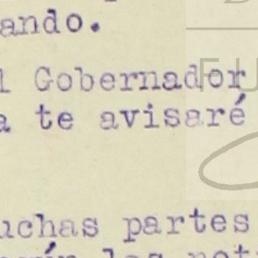 ando.
l Gobernador
a te avisaré
uchas partes